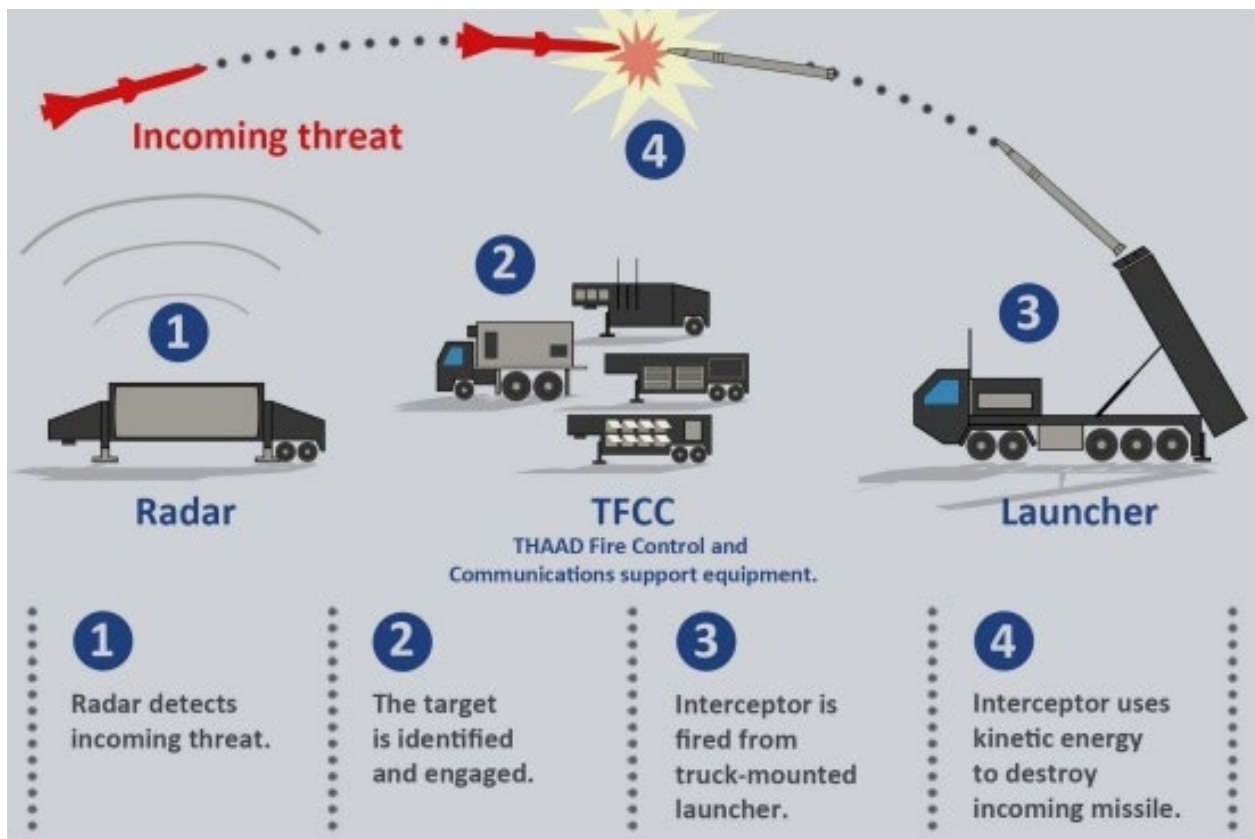 Incoming threat
4
2
1
3
Radar
TFCC
THAAD Fire Control and
Communications support equipment.
Launcher
1
Radar detects
incoming threat.
2
The target
is identified
and engaged.
3
Interceptor is
fired from
truck-mounted
launcher.
4
Interceptor uses
kinetic energy
to destroy
incoming missile.